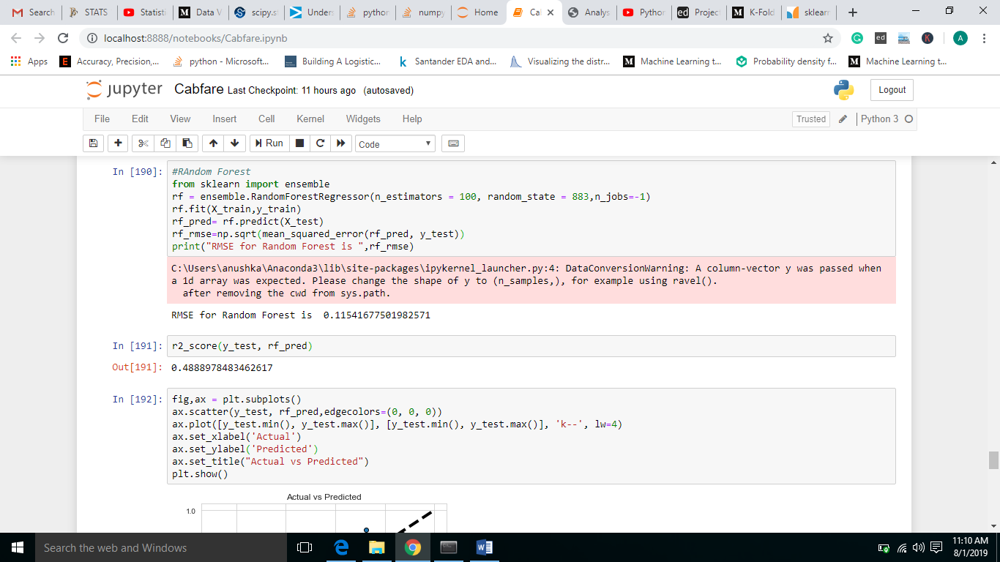 Search
STATS
Statisti
Data V
scipy.st
Unders
python
numpy
Home
Cab
Analys
Python
ed Project
K-Fold
sklearn
localhost:8888/notebooks/Cabfare.ipynb
Apps
Accuracy, Precision,...
python - Microsoft...
Building A Logistic...
Santander EDA and...
Visualizing the distr...
Machine Learning t...
Probability density f...
Machine Learning t...
jupyter Cabfare Last Checkpoint: 11 hours ago (autosaved)
Logout
File Edit View Insert Cell Kernel Widgets Help
Trusted
Python 3
Run
Code
In [190]: #RAndom Forest
from sklearn import ensemble
rf = ensemble.RandomForestRegressor(n_estimators = 100, random_state = 883,n_jobs=-1)
rf.fit(X_train,y_train)
rf_pred= rf.predict(X_test)
rf_rmse=np.sqrt(mean_squared_error(rf_pred, y_test))
print("RMSE for Random Forest is ",rf_rmse)
C:\Users\anushka\Anaconda3\lib\site-packages\ipykernel_launcher.py:4: DataConversionWarning: A column-vector y was passed when
a 1d array was expected. Please change the shape of y to (n_samples,), for example using ravel().
after removing the cwd from sys.path.
RMSE for Random Forest is  0.11541677501982571
In [191]: r2_score(y_test, rf_pred)
Out[191]: 0.4888978483462617
In [192]: fig,ax = plt.subplots()
ax.scatter(y_test, rf_pred,edgecolors=(0, 0, 0))
ax.plot([y_test.min(), y_test.max()], [y_test.min(), y_test.max()], 'k--', lw=4)
ax.set_xlabel('Actual')
ax.set_ylabel('Predicted')
ax.set_title("Actual vs Predicted")
plt.show()
Actual vs Predicted
1.0
Search the web and Windows
11:10 AM
8/1/2019